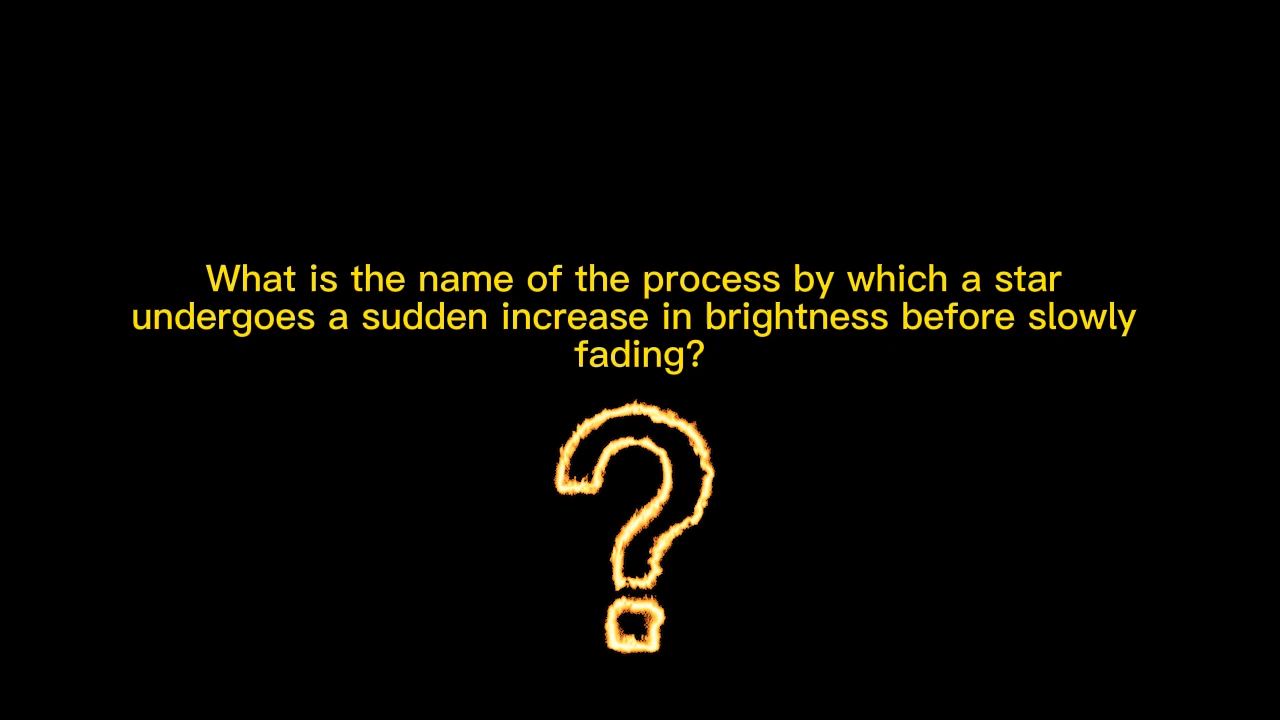 What is the name of the process by which a star
undergoes a sudden increase in brightness before slowly
fading?
?